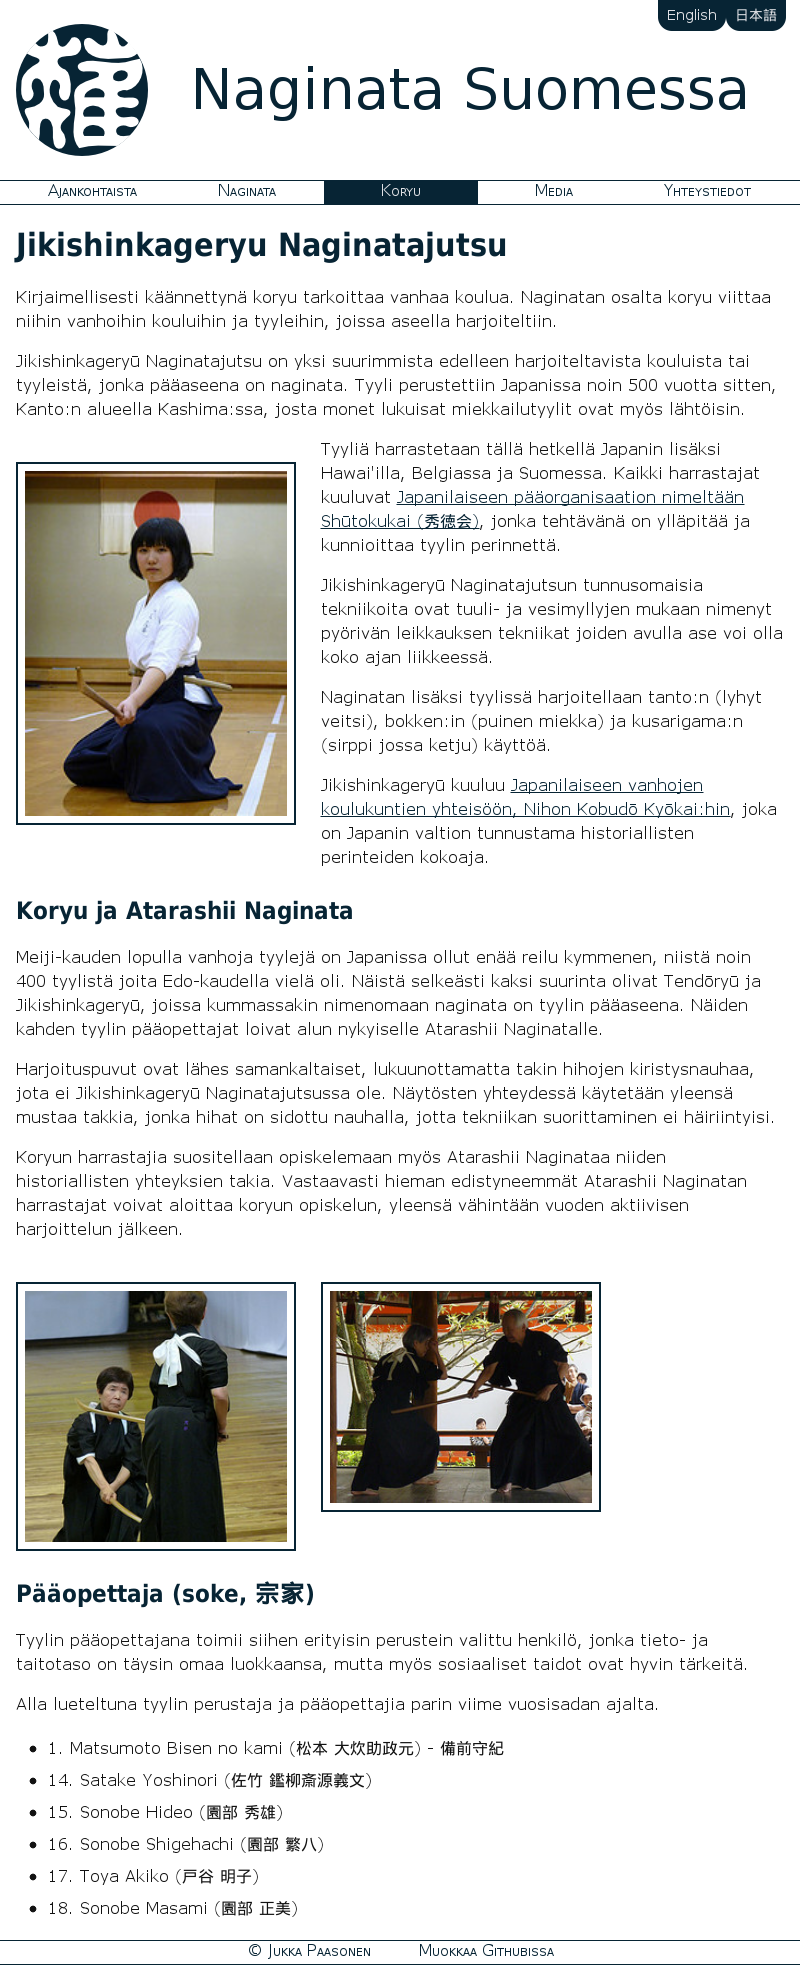 English 日本語
Naginata Suomessa
Ajankohtaista Naginata Koryu Media Yhteystiedot
Jikishinkageryu Naginatajutsu
Kirjaimellisesti käännettynä koryu tarkoittaa vanhaa koulua. Naginatan osalta koryu viittaa
niihin vanhoihin kouluihin ja tyyleihin, joissa aseella harjoiteltiin.
Jikishinkageryū Naginatajutsu on yksi suurimmista edelleen harjoiteltavista kouluista tai
tyyleistä, jonka pääaseena on naginata. Tyyli perustettiin Japanissa noin 500 vuotta sitten,
Kanto:n alueella Kashima:ssa, josta monet lukuisat miekkailutyylit ovat myös lähtöisin.
Tyyliä harrastetaan tällä hetkellä Japanin lisäksi
Hawai'illa, Belgiassa ja Suomessa. Kaikki harrastajat
kuuluvat Japanilaiseen pääorganisaation nimeltään
Shūtokukai (秀徳会), jonka tehtävänä on ylläpitää ja
kunnioittaa tyylin perinnettä.
Jikishinkageryū Naginatajutsun tunnusomaisia
tekniikoita ovat tuuli- ja vesimyllyjen mukaan nimenyt
pyörivän leikkauksen tekniikat joiden avulla ase voi olla
koko ajan liikkeessä.
Naginatan lisäksi tyylissä harjoitellaan tanto:n (lyhyt
veitsi), bokken:in (puinen miekka) ja kusarigama:n
(sirppi jossa ketju) käyttöä.
Jikishinkageryū kuuluu Japanilaiseen vanhojen
koulukuntien yhteisöön, Nihon Kobudō Kyōkai:hin, joka
on Japanin valtion tunnustama historiallisten
perinteiden kokoaja.
Koryu ja Atarashii Naginata
Meiji-kauden lopulla vanhoja tyylejä on Japanissa ollut enää reilu kymmenen, niistä noin
400 tyylistä joita Edo-kaudella vielä oli. Näistä selkeästi kaksi suurinta olivat Tendōryū ja
Jikishinkageryū, joissa kummassakin nimenomaan naginata on tyylin pääaseena. Näiden
kahden tyylin pääopettajat loivat alun nykyiselle Atarashii Naginatalle.
Harjoituspuvut ovat lähes samankaltaiset, lukuunottamatta takin hihojen kiristysnauhaa,
jota ei Jikishinkageryū Naginatajutsussa ole. Näytösten yhteydessä käytetään yleensä
mustaa takkia, jonka hihat on sidottu nauhalla, jotta tekniikan suorittaminen ei häiriintyisi.
Koryun harrastajia suositellaan opiskelemaan myös Atarashii Naginataa niiden
historiallisten yhteyksien takia. Vastaavasti hieman edistyneemmät Atarashii Naginatan
harrastajat voivat aloittaa koryun opiskelun, yleensä vähintään vuoden aktiivisen
harjoittelun jälkeen.
Pääopettaja (soke, 宗家)
Tyylin pääopettajana toimii siihen erityisin perustein valittu henkilö, jonka tieto- ja
taitotaso on täysin omaa luokkaansa, mutta myös sosiaaliset taidot ovat hyvin tärkeitä.
Alla lueteltuna tyylin perustaja ja pääopettajia parin viime vuosisadan ajalta.
• 1. Matsumoto Bisen no kami (松本 大炊助政元) - 備前守紀
• 14. Satake Yoshinori (佐竹 鑑柳斎源義文)
• 15. Sonobe Hideo (園部 秀雄)
• 16. Sonobe Shigehachi (園部 繁八)
• 17. Toya Akiko (戸谷 明子)
• 18. Sonobe Masami (園部 正美)
© Jukka Paasonen Muokkaa Githubissa